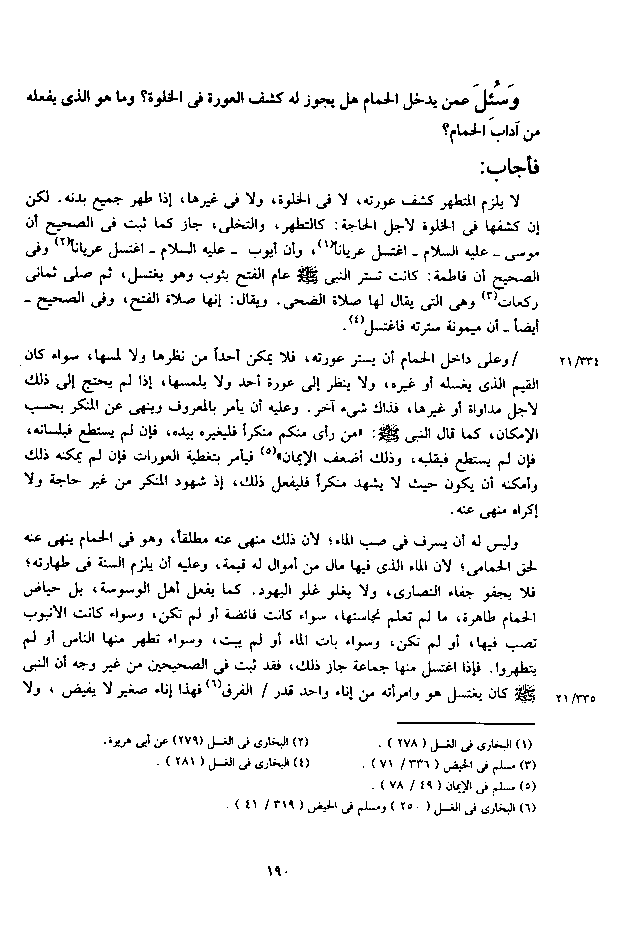 وَسُئلَ عمن يدخل الحمام هل يجوز له كشف العورة فى الخلوة؟ وما هو الذى يفعله
من آداب الحمام؟
فأجاب:
لا يلزم المتطهر كشف عورته، لا فى الخلوة، ولا فى غيرها، إذا طهر جميع بدنه. لكن
إن كشفها فى الخلوة لأجل الحاجة: كالتطهر، والتخلى، جاز كما ثبت فى الصحيح أن
موسى ـ عليه السلام ـ اغتسل عرياناً(١)، وأن أيوب ـ عليه السلام ـ اغتسل عرياناً(٢) وفى
الصحيح أن فاطمة: كانت تستر النبى ﷺ عام الفتح بثوب وهو يغتسل، ثم صلى ثمانى
ركعات(٣) وهى التى يقال لها صلاة الضحى. ويقال: إنها صلاة الفتح، وفى الصحيح ـ
أيضاً ـ أن ميمونة سترته فاغتسل(٤).
٢١/٣٣٤ / وعلى داخل الحمام أن يستر عورته، فلا يمكن أحداً من نظرها ولا لمسها، سواء كان
القيم الذى يغسله أو غيره، ولا ينظر إلى عورة أحد ولا يلمسها، إذا لم يحتج إلى ذلك
لأجل مداواة أو غيرها، فذاك شىء آخر. وعليه أن يأمر بالمعروف وينهى عن المنكر بحسب
الإمكان، كما قال النبى ﷺ: «من رأى منكم منكراً فليغيره بيده، فإن لم يستطع فبلسانه،
فإن لم يستطع فبقلبه، وذلك أضعف الإيمان»(٥) فيأمر بتغطية العورات فإن لم يمكنه ذلك
وأمكنه أن يكون حيث لا يشهد منكراً فليفعل ذلك، إذ شهود المنكر من غير حاجة ولا
إكراه منهى عنه.
وليس له أن يسرف فى صب الماء؛ لأن ذلك منهى عنه مطلقاً، وهو فى الحمام ينهى عنه
لحق الحمامى؛ لأن الماء الذى فيها مال من أموال له قيمة، وعليه أن يلزم السنة فى طهارته؛
فلا يجفو جفاء النصارى، ولا يغلو غلو اليهود. كما يفعل أهل الوسوسة، بل حياض
الحمام طاهرة، ما لم تعلم نجاستها، سواء كانت فائضة أو لم تكن، وسواء كانت الأنبوب
تصب فيها، أو لم تكن، وسواء بات الماء أو لم يبت، وسواء تطهر منها الناس أو لم
يتطهروا. فإذا اغتسل منها جماعة جاز ذلك، فقد ثبت فى الصحيحين من غير وجه أن النبى
٢١/٣٣٥ ﷺ كان يغتسل هو وامرأته من إناء واحد قدر / الفرق(٦) فهذا إناء صغير لا يفيض ، ولا
(١) البخارى فى الغسل ( ٢٧٨ ) . (٢) البخارى فى الغسل (٢٧٩) عن أبى هريرة.
(٣) مسلم فى الحيض ( ٣٣٦ / ٧١ ) . (٤) البخارى فى الغسل ( ٢٨١ ) .
(٥) مسلم فى الإيمان ( ٤٩ / ٧٨ ) .
(٦) البخارى فى الغسل ( ٢٥٠ ) ومسلم فى الحيض ( ٣١٩ / ٤١ ) .
١٩٠